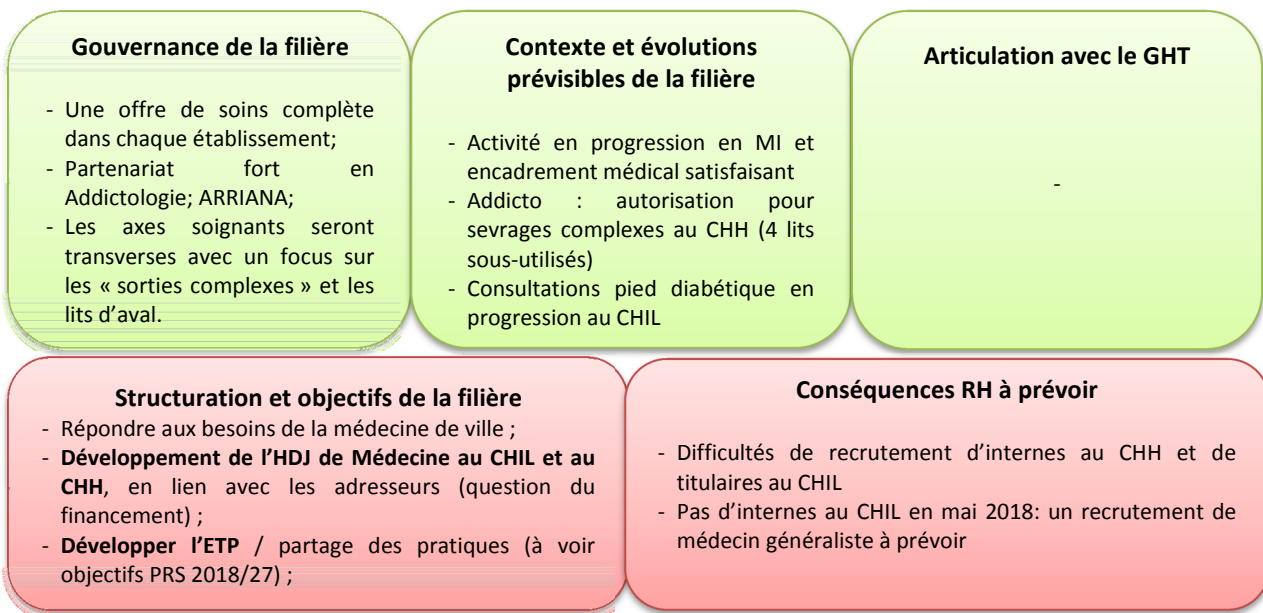 Gouvernance de la filière
- Une offre de soins complète
dans chaque établissement;
- Partenariat fort en
Addictologie; ARRIANA;
- Les axes soignants seront
transverses avec un focus sur
les « sorties complexes » et les
lits d’aval.
Contexte et évolutions
prévisibles de la filière
- Activité en progression en MI et
encadrement médical satisfaisant
- Addicto : autorisation pour
sevrages complexes au CHH (4 lits
sous-utilisés)
- Consultations pied diabétique en
progression au CHIL
Articulation avec le GHT
-
Structuration et objectifs de la filière
- Répondre aux besoins de la médecine de ville ;
- Développement de l’HDJ de Médecine au CHIL et au
CHH, en lien avec les adresseurs (question du
financement) ;
- Développer l’ETP / partage des pratiques (à voir
objectifs PRS 2018/27) ;
Conséquences RH à prévoir
- Difficultés de recrutement d’internes au CHH et de
titulaires au CHIL
- Pas d’internes au CHIL en mai 2018: un recrutement de
médecin généraliste à prévoir